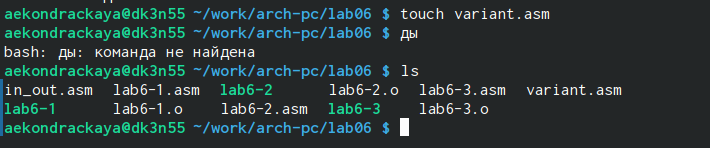 aekondrackaya@dk3n55 ~/work/arch-pc/lab06 $ touch variant.asm
aekondrackaya@dk3n55 ~/work/arch-pc/lab06 $ ды
bash: ды: команда не найдена
aekondrackaya@dk3n55 ~/work/arch-pc/lab06 $ ls
in_out.asm  lab6-1.asm  lab6-2      lab6-2.o  lab6-3.asm  variant.asm
lab6-1      lab6-1.o    lab6-2.asm  lab6-3    lab6-3.o
aekondrackaya@dk3n55 ~/work/arch-pc/lab06 $